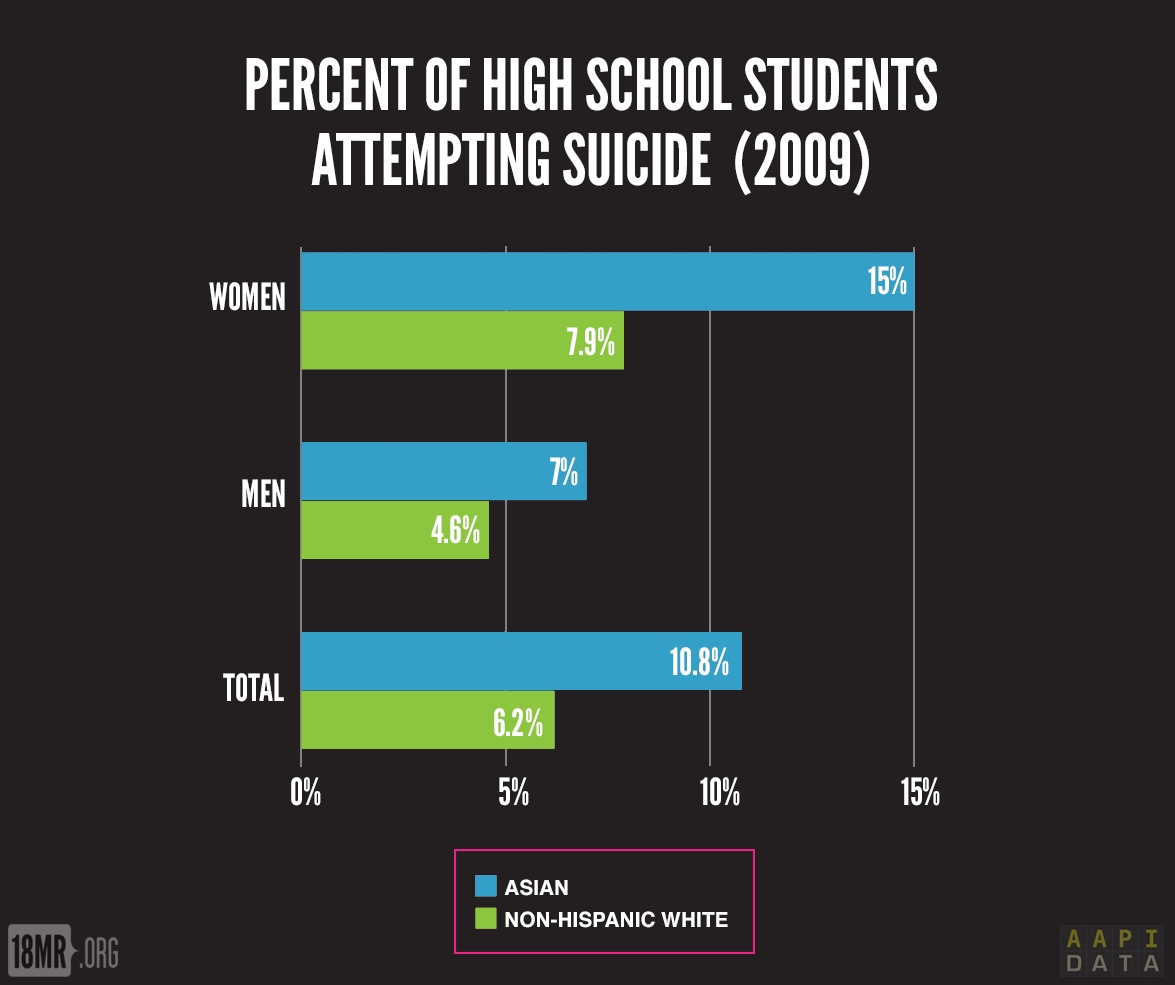 PERCENT OF HIGH SCHOOL STUDENTS
ATTEMPTING SUICIDE (2009)
WOMEN
15%
7.9%
MEN
7%
4.6%
TOTAL
10.8%
6.2%
0% 5% 10% 15%
ASIAN
NON-HISPANIC WHITE
18MR.ORG
AAPI
DATA